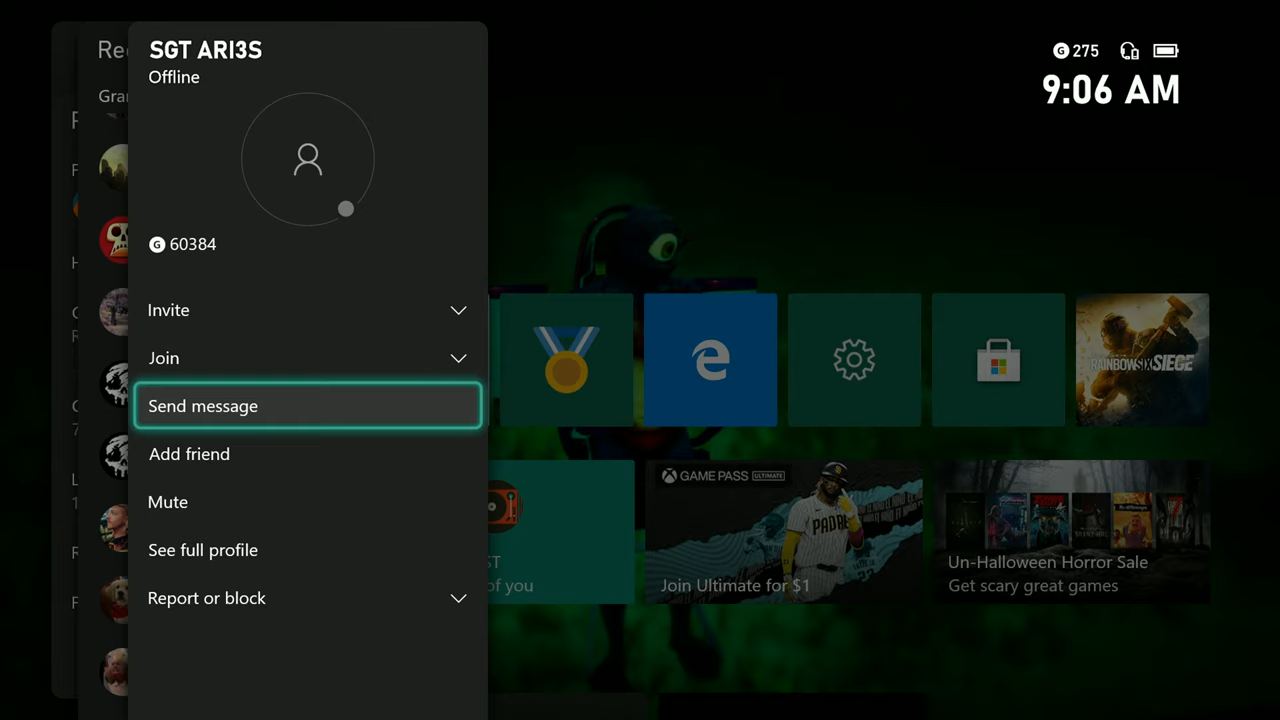 SGT ARI3S
Offline
G 60384
Invite
Join
Send message
Add friend
Mute
See full profile
Report or block
G 275
9:06 AM
RAINBOWSIX SIEGE
GAME PASS ULTIMATE
PADR
Join Ultimate for $1
Un-Halloween Horror Sale
Get scary great games
of you